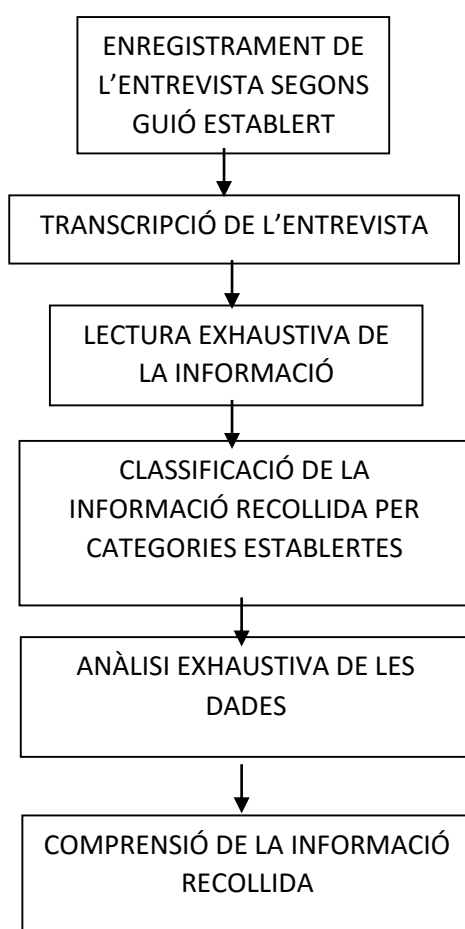 ENREGISTRAMENT DE
L’ENTREVISTA SEGONS
GUIÓ ESTABLERT
TRANSCRIPCIÓ DE L’ENTREVISTA
LECTURA EXHAUSTIVA DE
LA INFORMACIÓ
CLASSIFICACIÓ DE LA
INFORMACIÓ RECOLLIDA PER
CATEGORIES ESTABLERTES
ANÀLISI EXHAUSTIVA DE LES
DADES
COMPRENSIÓ DE LA INFORMACIÓ
RECOLLIDA